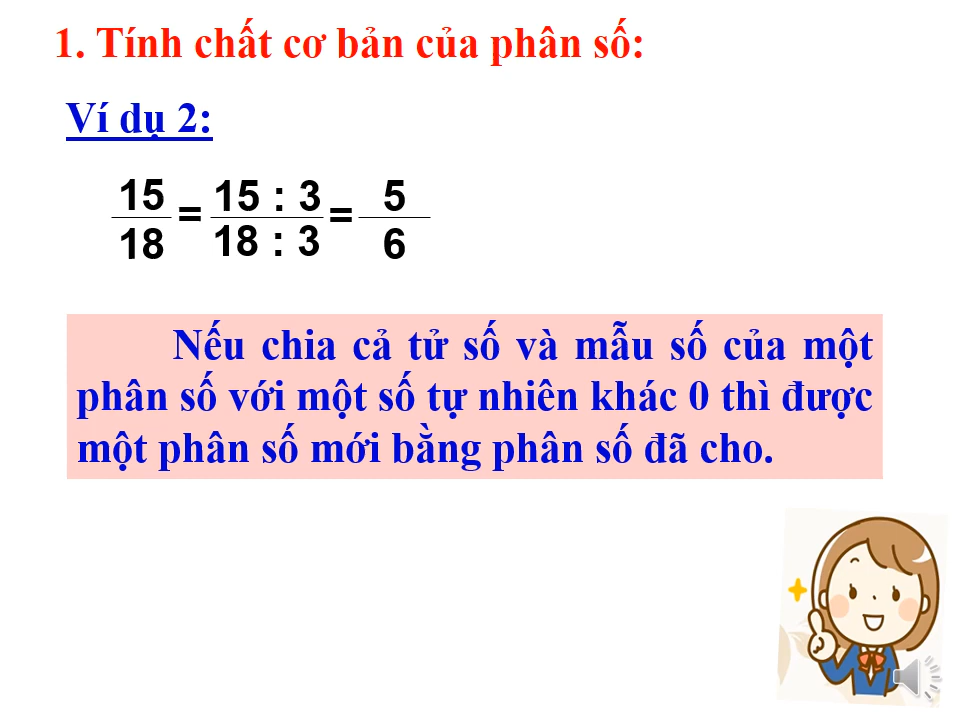 1. Tính chất cơ bản của phân số:
Ví dụ 2:
15/18 = 15 : 3/18 : 3 = 5/6
Nếu chia cả tử số và mẫu số của một
phân số với một số tự nhiên khác 0 thì được
một phân số mới bằng phân số đã cho.